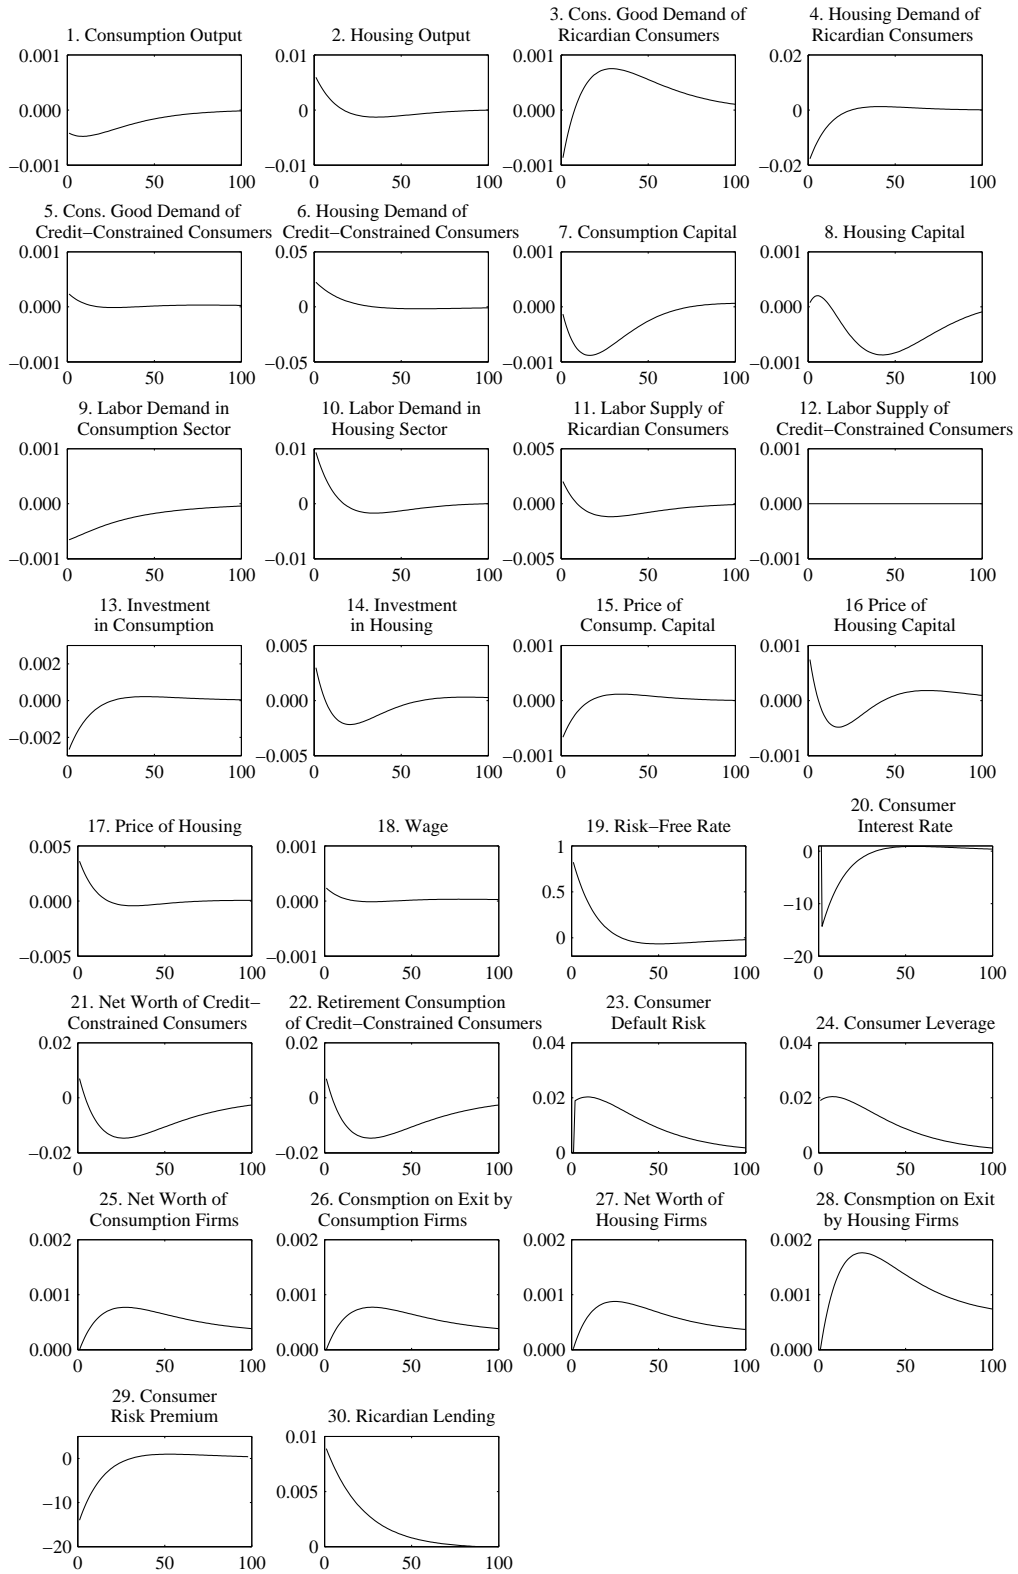 1. Consumption Output
0.001
0.000
−0.001
0 50 100
2. Housing Output
0.01
0
−0.01
0 50 100
3. Cons. Good Demand of
Ricardian Consumers
0.001
0.000
−0.001
0 50 100
4. Housing Demand of
Ricardian Consumers
0.02
0
−0.02
0 50 100
5. Cons. Good Demand of
Credit−Constrained Consumers
0.001
0.000
−0.001
0 50 100
6. Housing Demand of
Credit−Constrained Consumers
0.05
0.000
−0.05
0 50 100
7. Consumption Capital
0.001
0.000
−0.001
0 50 100
8. Housing Capital
0.001
0.000
−0.001
0 50 100
9. Labor Demand in
Consumption Sector
0.001
0.000
−0.001
0 50 100
10. Labor Demand in
Housing Sector
0.01
0
−0.01
0 50 100
11. Labor Supply of
Ricardian Consumers
0.005
0.000
−0.005
0 50 100
12. Labor Supply of
Credit−Constrained Consumers
0.001
0.000
−0.001
0 50 100
13. Investment
in Consumption
0.002
0.000
−0.002
0 50 100
14. Investment
in Housing
0.005
0.000
−0.005
0 50 100
15. Price of
Consump. Capital
0.001
0.000
−0.001
0 50 100
16 Price of
Housing Capital
0.001
0.000
−0.001
0 50 100
17. Price of Housing
0.005
0.000
−0.005
0 50 100
18. Wage
0.001
0.000
−0.001
0 50 100
19. Risk−Free Rate
1
0.5
0
0 50 100
20. Consumer
Interest Rate
0
−10
−20
0 50 100
21. Net Worth of Credit−
Constrained Consumers
0.02
0
−0.02
0 50 100
22. Retirement Consumption
of Credit−Constrained Consumers
0.02
0
−0.02
0 50 100
23. Consumer
Default Risk
0.04
0.02
0
0 50 100
24. Consumer Leverage
0.04
0.02
0
0 50 100
25. Net Worth of
Consumption Firms
0.002
0.001
0.000
0 50 100
26. Consmption on Exit by
Consumption Firms
0.002
0.001
0.000
0 50 100
27. Net Worth of
Housing Firms
0.002
0.001
0.000
0 50 100
28. Consmption on Exit
by Housing Firms
0.002
0.001
0.000
0 50 100
29. Consumer
Risk Premium
0
−10
−20
0 50 100
30. Ricardian Lending
0.01
0.005
0
0 50 100